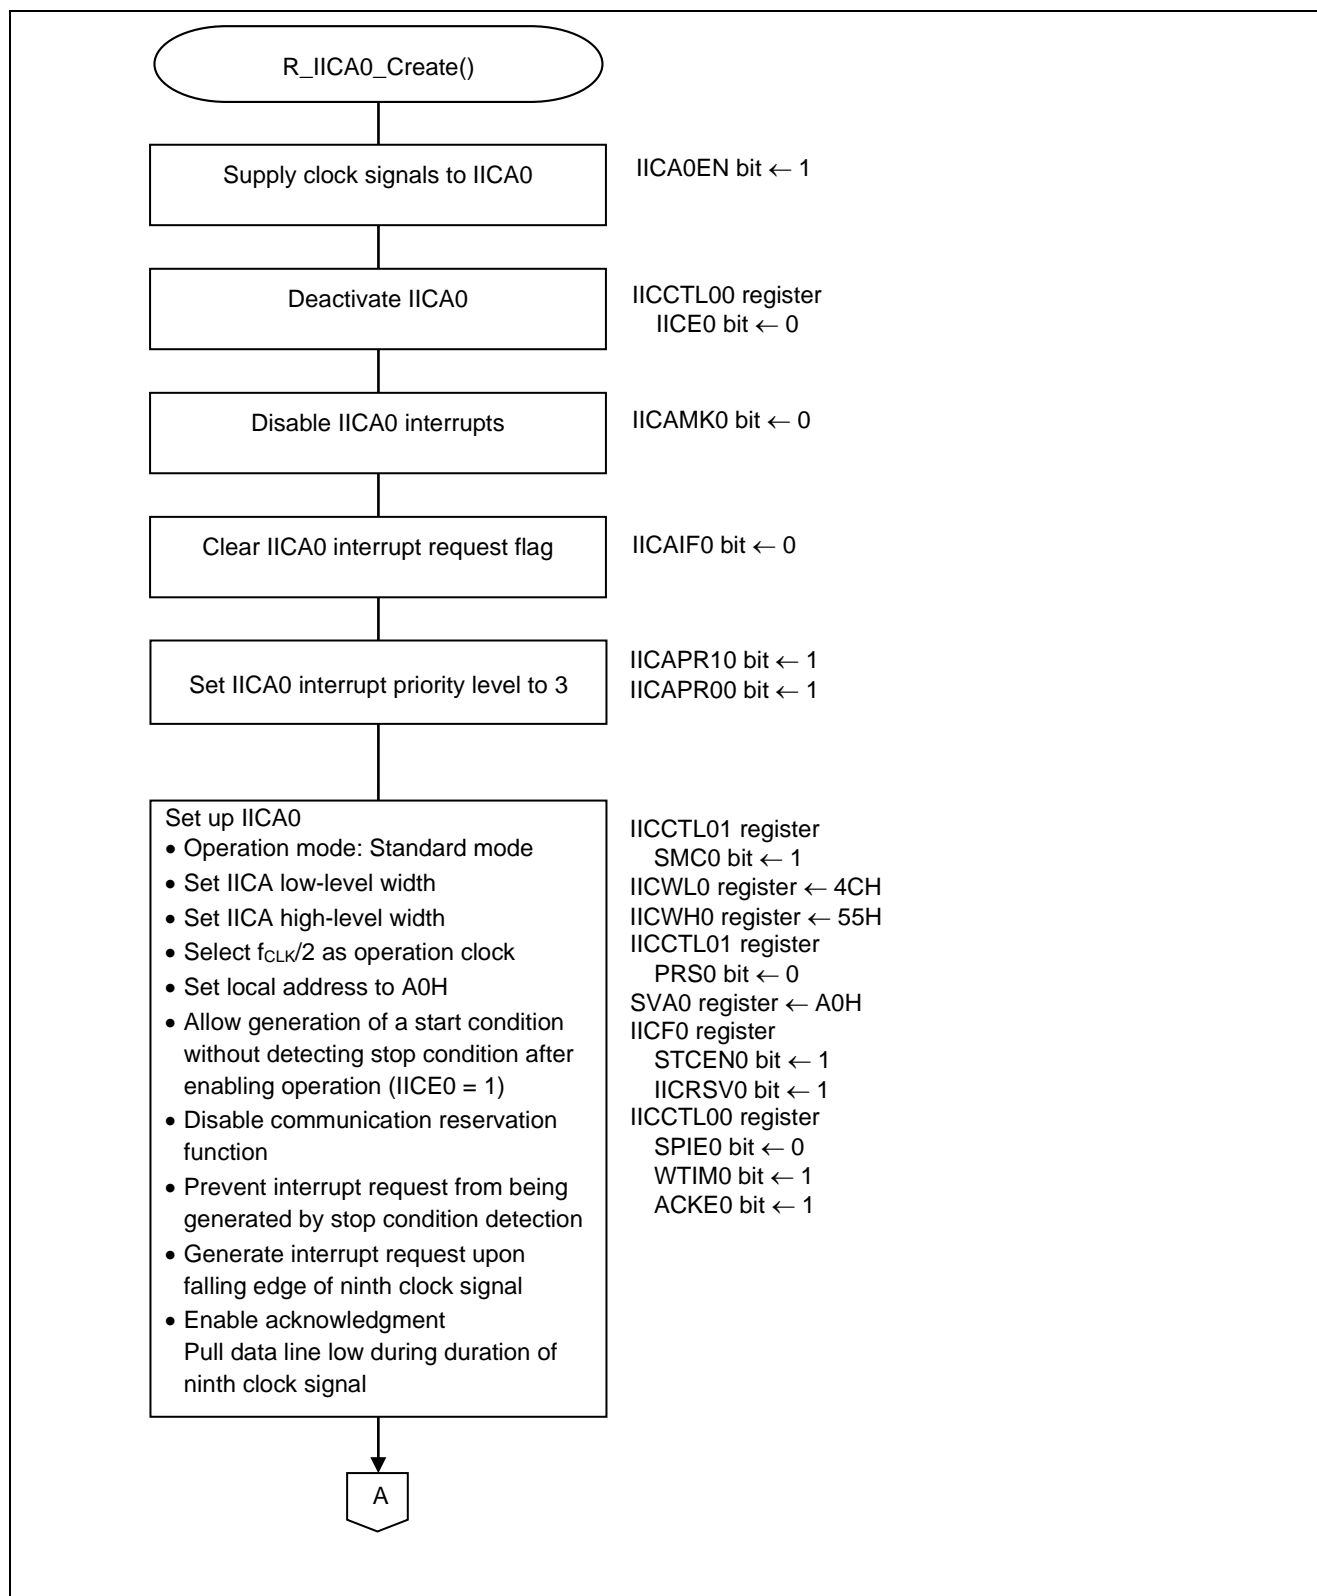 R_IICA0_Create()
Supply clock signals to IICA0
IICA0EN bit ← 1
Deactivate IICA0
IICCTL00 register
IICE0 bit ← 0
Disable IICA0 interrupts
IICAMK0 bit ← 0
Clear IICA0 interrupt request flag
IICAIF0 bit ← 0
Set IICA0 interrupt priority level to 3
IICAPR10 bit ← 1
IICAPR00 bit ← 1
Set up IICA0
• Operation mode: Standard mode
• Set IICA low-level width
• Set IICA high-level width
• Select fCLK/2 as operation clock
• Set local address to A0H
• Allow generation of a start condition
without detecting stop condition after
enabling operation (IICE0 = 1)
• Disable communication reservation
function
• Prevent interrupt request from being
generated by stop condition detection
• Generate interrupt request upon
falling edge of ninth clock signal
• Enable acknowledgment
Pull data line low during duration of
ninth clock signal
IICCTL01 register
SMC0 bit ← 1
IICWL0 register ← 4CH
IICWH0 register ← 55H
IICCTL01 register
PRS0 bit ← 0
SVA0 register ← A0H
IICF0 register
STCEN0 bit ← 1
IICRSV0 bit ← 1
IICCTL00 register
SPIE0 bit ← 0
WTIM0 bit ← 1
ACKE0 bit ← 1
A